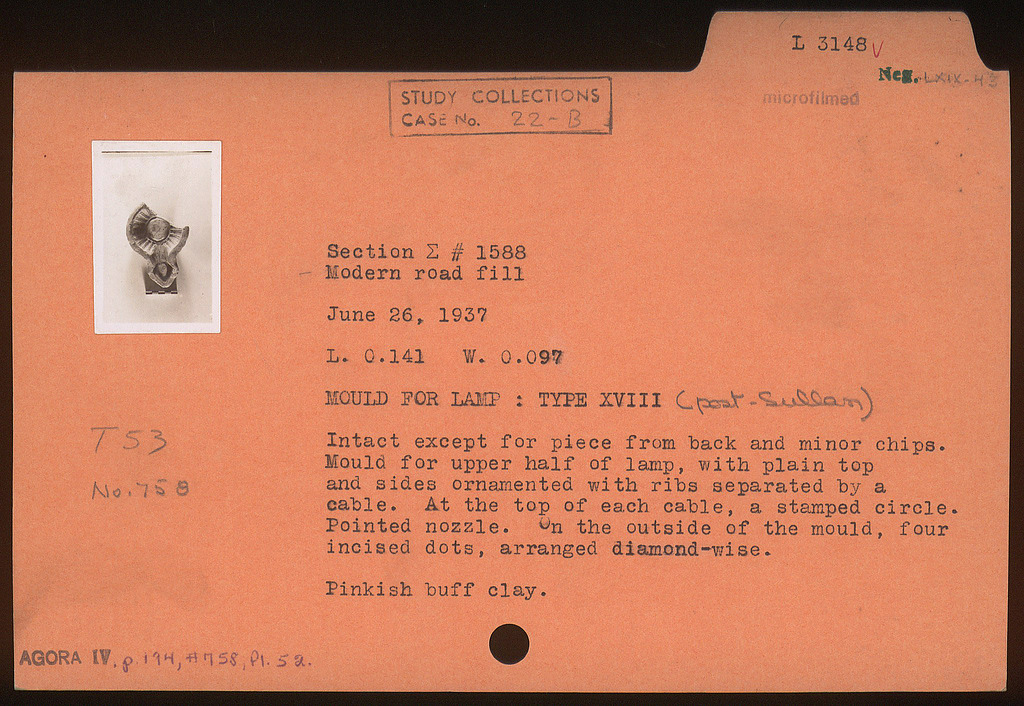 L 3148 V
Neg. LXIX-43
microfilmed
STUDY COLLECTIONS
CASE No. 22-B
Section Σ # 1588
- Modern road fill
June 26, 1937
L. 0.141 W. 0.097
MOULD FOR LAMP : TYPE XVIII (post-Sullan)
T 53
No. 758
Intact except for piece from back and minor chips.
Mould for upper half of lamp, with plain top
and sides ornamented with ribs separated by a
cable. At the top of each cable, a stamped circle.
Pointed nozzle. On the outside of the mould, four
incised dots, arranged diamond-wise.
Pinkish buff clay.
AGORA IV, p. 194, #758, Pl. 52.